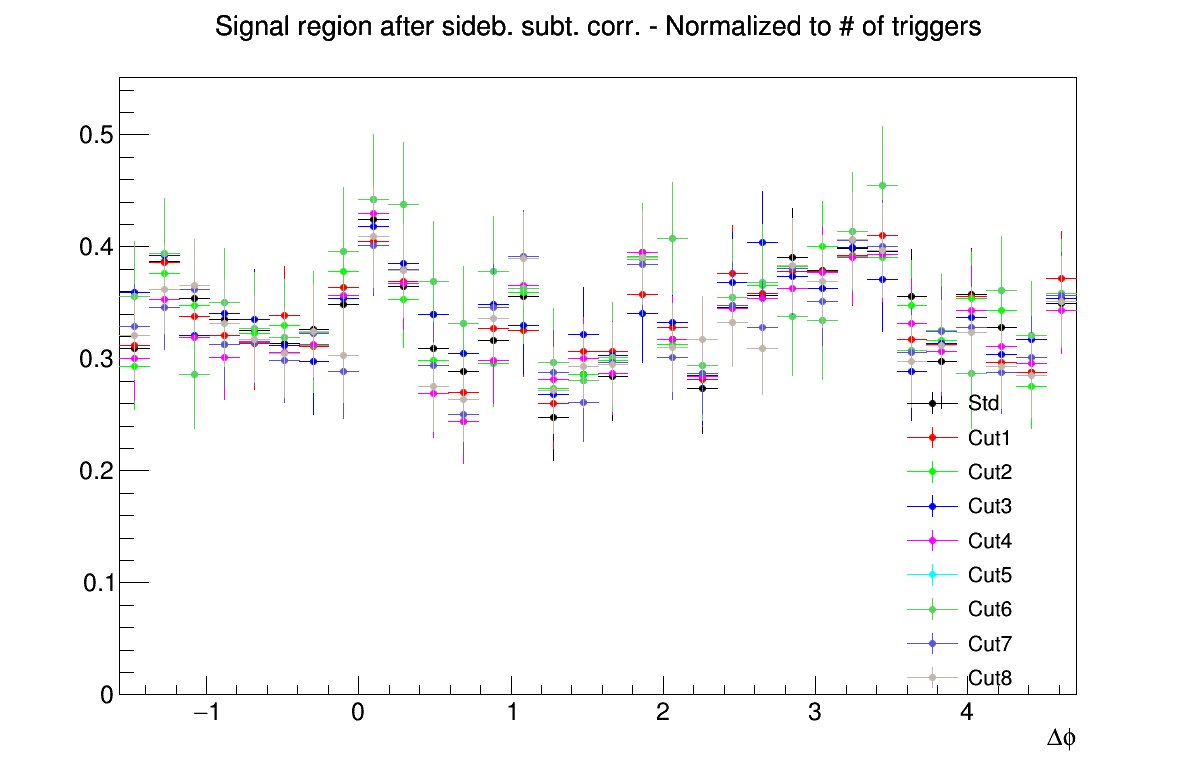 Signal region after sideb. subt. corr. - Normalized to # of triggers
0.5
0.4
0.3
0.2
0.1
0
Std
Cut1
Cut2
Cut3
Cut4
Cut5
Cut6
Cut7
Cut8
−1 0 1 2 3 4
Δϕ